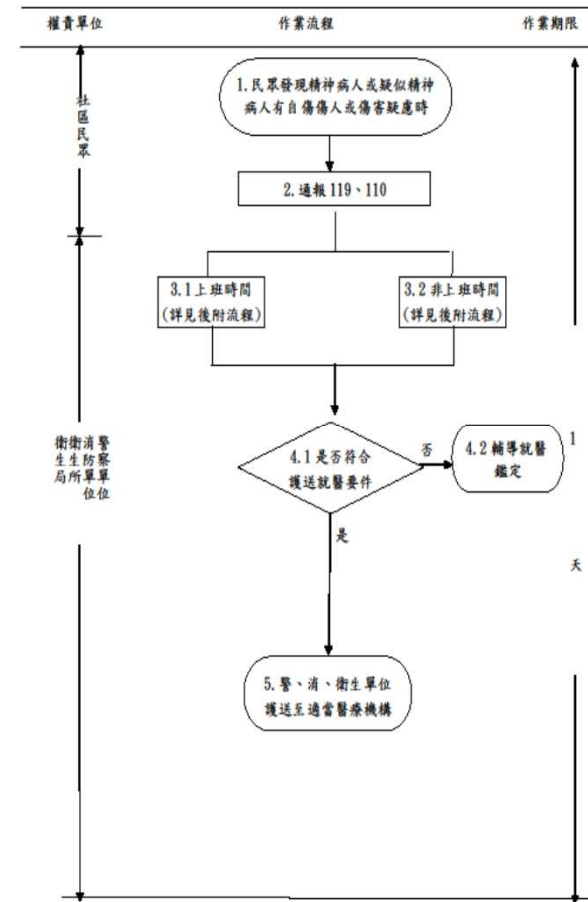 權責單位
作業流程
作業期限
社區民眾
1.民眾發現精神病人或疑似精神
病人有自傷傷人或傷害疑慮時
2.通報119、110
3.1上班時間
(詳見後附流程)
3.2非上班時間
(詳見後附流程)
警察單位
消防單位
衛生所
衛生局
4.1是否符合
護送就醫要件
否
4.2輔導就醫
鑑定
1
天
是
5.警、消、衛生單位
護送至適當醫療機構